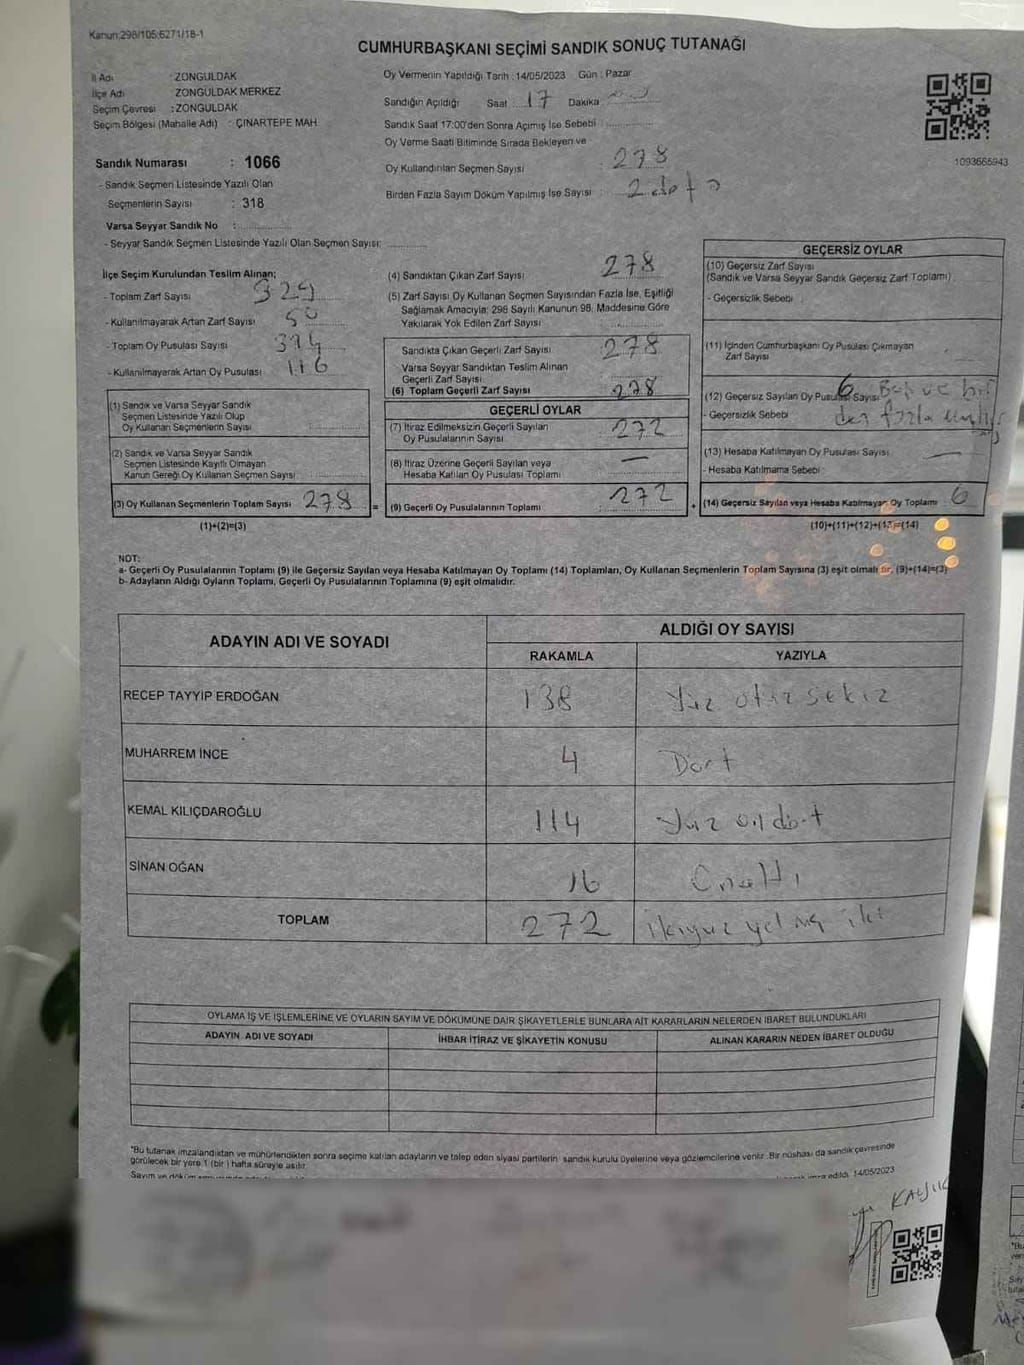 Kanun:298/105;6271/18-1
CUMHURBAŞKANI SEÇİMİ SANDIK SONUÇ TUTANAĞI
İl Adı : ZONGULDAK
İlçe Adı : ZONGULDAK MERKEZ
Seçim Çevresi : ZONGULDAK
Seçim Bölgesi (Mahalle Adı) : ÇINARTEPE MAH.
Sandık Numarası : 1066
- Sandık Seçmen Listesinde Yazılı Olan
Seçmenlerin Sayısı : 318
Varsa Seyyar Sandık No :
- Seyyar Sandık Seçmen Listesinde Yazılı Olan Seçmen Sayısı:
Oy Vermenin Yapıldığı Tarih : 14/05/2023 Gün : Pazar
Sandığın Açıldığı Saat 17 Dakika
Sandık Saat 17:00'den Sonra Açılmış İse Sebebi
Oy Verme Saati Bitiminde Sırada Bekleyen ve
Oy Kullandırılan Seçmen Sayısı : 278
Birden Fazla Sayım Döküm Yapılmış İse Sayısı : 2
1093665943
İlçe Seçim Kurulundan Teslim Alınan;
- Toplam Zarf Sayısı 329
- Kullanılmayarak Artan Zarf Sayısı 50
- Toplam Oy Pusulası Sayısı 394
- Kullanılmayarak Artan Oy Pusulası 116
(1) Sandık ve Varsa Seyyar Sandık
Seçmen Listesinde Yazılı Olup
Oy Kullanan Seçmenlerin Sayısı
(2) Sandık ve Varsa Seyyar Sandık
Seçmen Listesinde Kayıtlı Olmayan
Kanun Gereği Oy Kullanan Seçmen Sayısı
(3) Oy Kullanan Seçmenlerin Toplam Sayısı 278
(1)+(2)=(3)
(4) Sandıktan Çıkan Zarf Sayısı 278
(5) Zarf Sayısı Oy Kullanan Seçmen Sayısından Fazla İse, Eşitliği
Sağlamak Amacıyla; 298 Sayılı Kanunun 98. Maddesine Göre
Yakılarak Yok Edilen Zarf Sayısı
Sandıkta Çıkan Geçerli Zarf Sayısı 278
Varsa Seyyar Sandıktan Teslim Alınan
Geçerli Zarf Sayısı
(6) Toplam Geçerli Zarf Sayısı 278
GEÇERLİ OYLAR
(7) İtiraz Edilmeksizin Geçerli Sayılan
Oy Pusulalarının Sayısı 272
(8) İtiraz Üzerine Geçerli Sayılan veya
Hesaba Katılan Oy Pusulası Toplamı —
= (9) Geçerli Oy Pusulalarının Toplamı 272
GEÇERSİZ OYLAR
(10) Geçersiz Zarf Sayısı
(Sandık ve Varsa Seyyar Sandık Geçersiz Zarf Toplamı)
- Geçersizlik Sebebi
(11) İçinden Cumhurbaşkanı Oy Pusulası Çıkmayan
Zarf Sayısı
(12) Geçersiz Sayılan Oy Pusulası Sayısı 6
- Geçersizlik Sebebi den fazla
(13) Hesaba Katılmayan Oy Pusulası Sayısı —
- Hesaba Katılmama Sebebi
+ (14) Geçersiz Sayılan veya Hesaba Katılmayan Oy Toplamı 6
(10)+(11)+(12)+(13)=(14)
NOT:
a- Geçerli Oy Pusulalarının Toplamı (9) ile Geçersiz Sayılan veya Hesaba Katılmayan Oy Toplamı (14) Toplamları, Oy Kullanan Seçmenlerin Toplam Sayısına (3) eşit olmalıdır, (9)+(14)=(3)
b- Adayların Aldığı Oyların Toplamı, Geçerli Oy Pusulalarının Toplamına (9) eşit olmalıdır.
ADAYIN ADI VE SOYADI ALDIĞI OY SAYISI
RAKAMLA YAZIYLA
RECEP TAYYİP ERDOĞAN 138 Yüz otuz sekiz
MUHARREM İNCE 4 Dört
KEMAL KILIÇDAROĞLU 114 Yüz ondört
SİNAN OĞAN 16 Onaltı
TOPLAM 272 ikiyüz yetmiş iki
OYLAMA İŞ VE İŞLEMLERİNE VE OYLARIN SAYIM VE DÖKÜMÜNE DAİR ŞİKAYETLERLE BUNLARA AİT KARARLARIN NELERDEN İBARET BULUNDUKLARI
ADAYIN ADI VE SOYADI İHBAR İTİRAZ VE ŞİKAYETİN KONUSU ALINAN KARARIN NEDEN İBARET OLDUĞU
*Bu tutanak imzalandıktan ve mühürlendikten sonra seçime katılan adayların ve talep eden siyasi partilerin sandık kurulu üyelerine veya gözlemcilerine verilir. Bir nüshası da sandık çevresinde
görülecek bir yere 1 (bir) hafta süreyle asılır.
14/05/2023